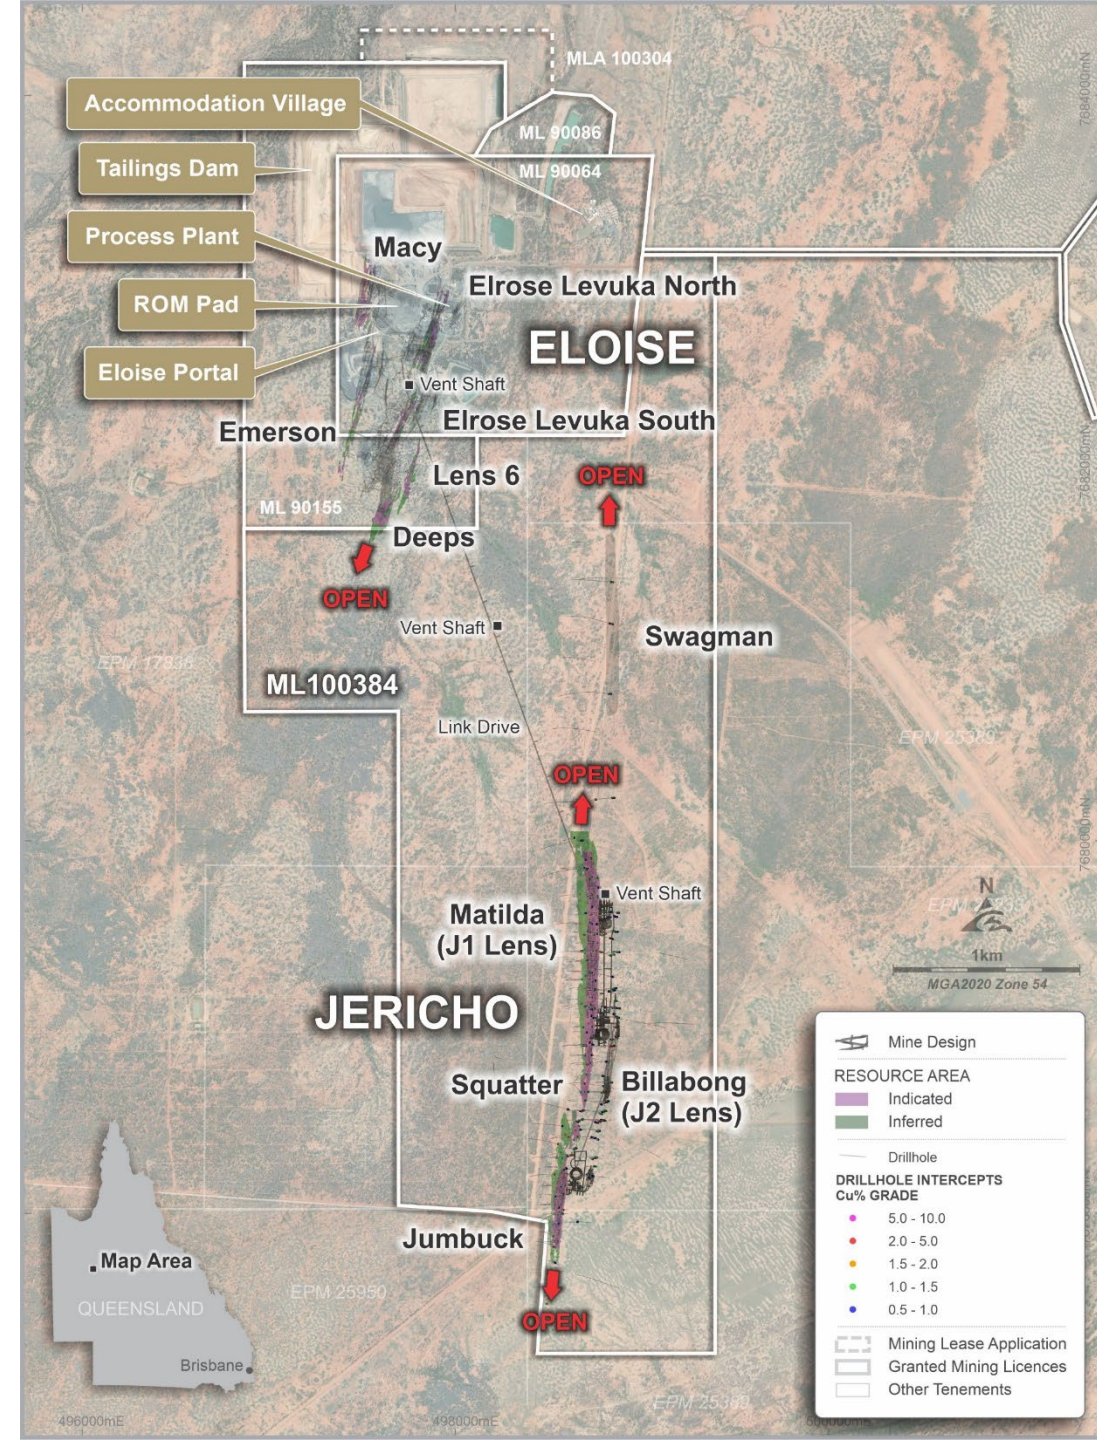 MLA 100304
7684000mN
Accommodation Village
ML 90086
Tailings Dam
ML 90064
Process Plant
Macy
Elrose Levuka North
ROM Pad
ELOISE
Eloise Portal
Vent Shaft
Elrose Levuka South
Emerson
7682000mN
Lens 6
OPEN
ML 90155
Deeps
OPEN
Vent Shaft
Swagman
EPM 17838
ML100384
Link Drive
EPM 25389
OPEN
7680000mN
Vent Shaft
N
Matilda
(J1 Lens)
1km
MGA2020 Zone 54
JERICHO
Squatter
Billabong
(J2 Lens)
Jumbuck
OPEN
EPM 25950
EPM 25389
Map Area
QUEENSLAND
Brisbane
496000mE
498000mE
Mine Design
RESOURCE AREA
Indicated
Inferred
Drillhole
DRILLHOLE INTERCEPTS
Cu% GRADE
5.0 - 10.0
2.0 - 5.0
1.5 - 2.0
1.0 - 1.5
0.5 - 1.0
Mining Lease Application
Granted Mining Licences
Other Tenements